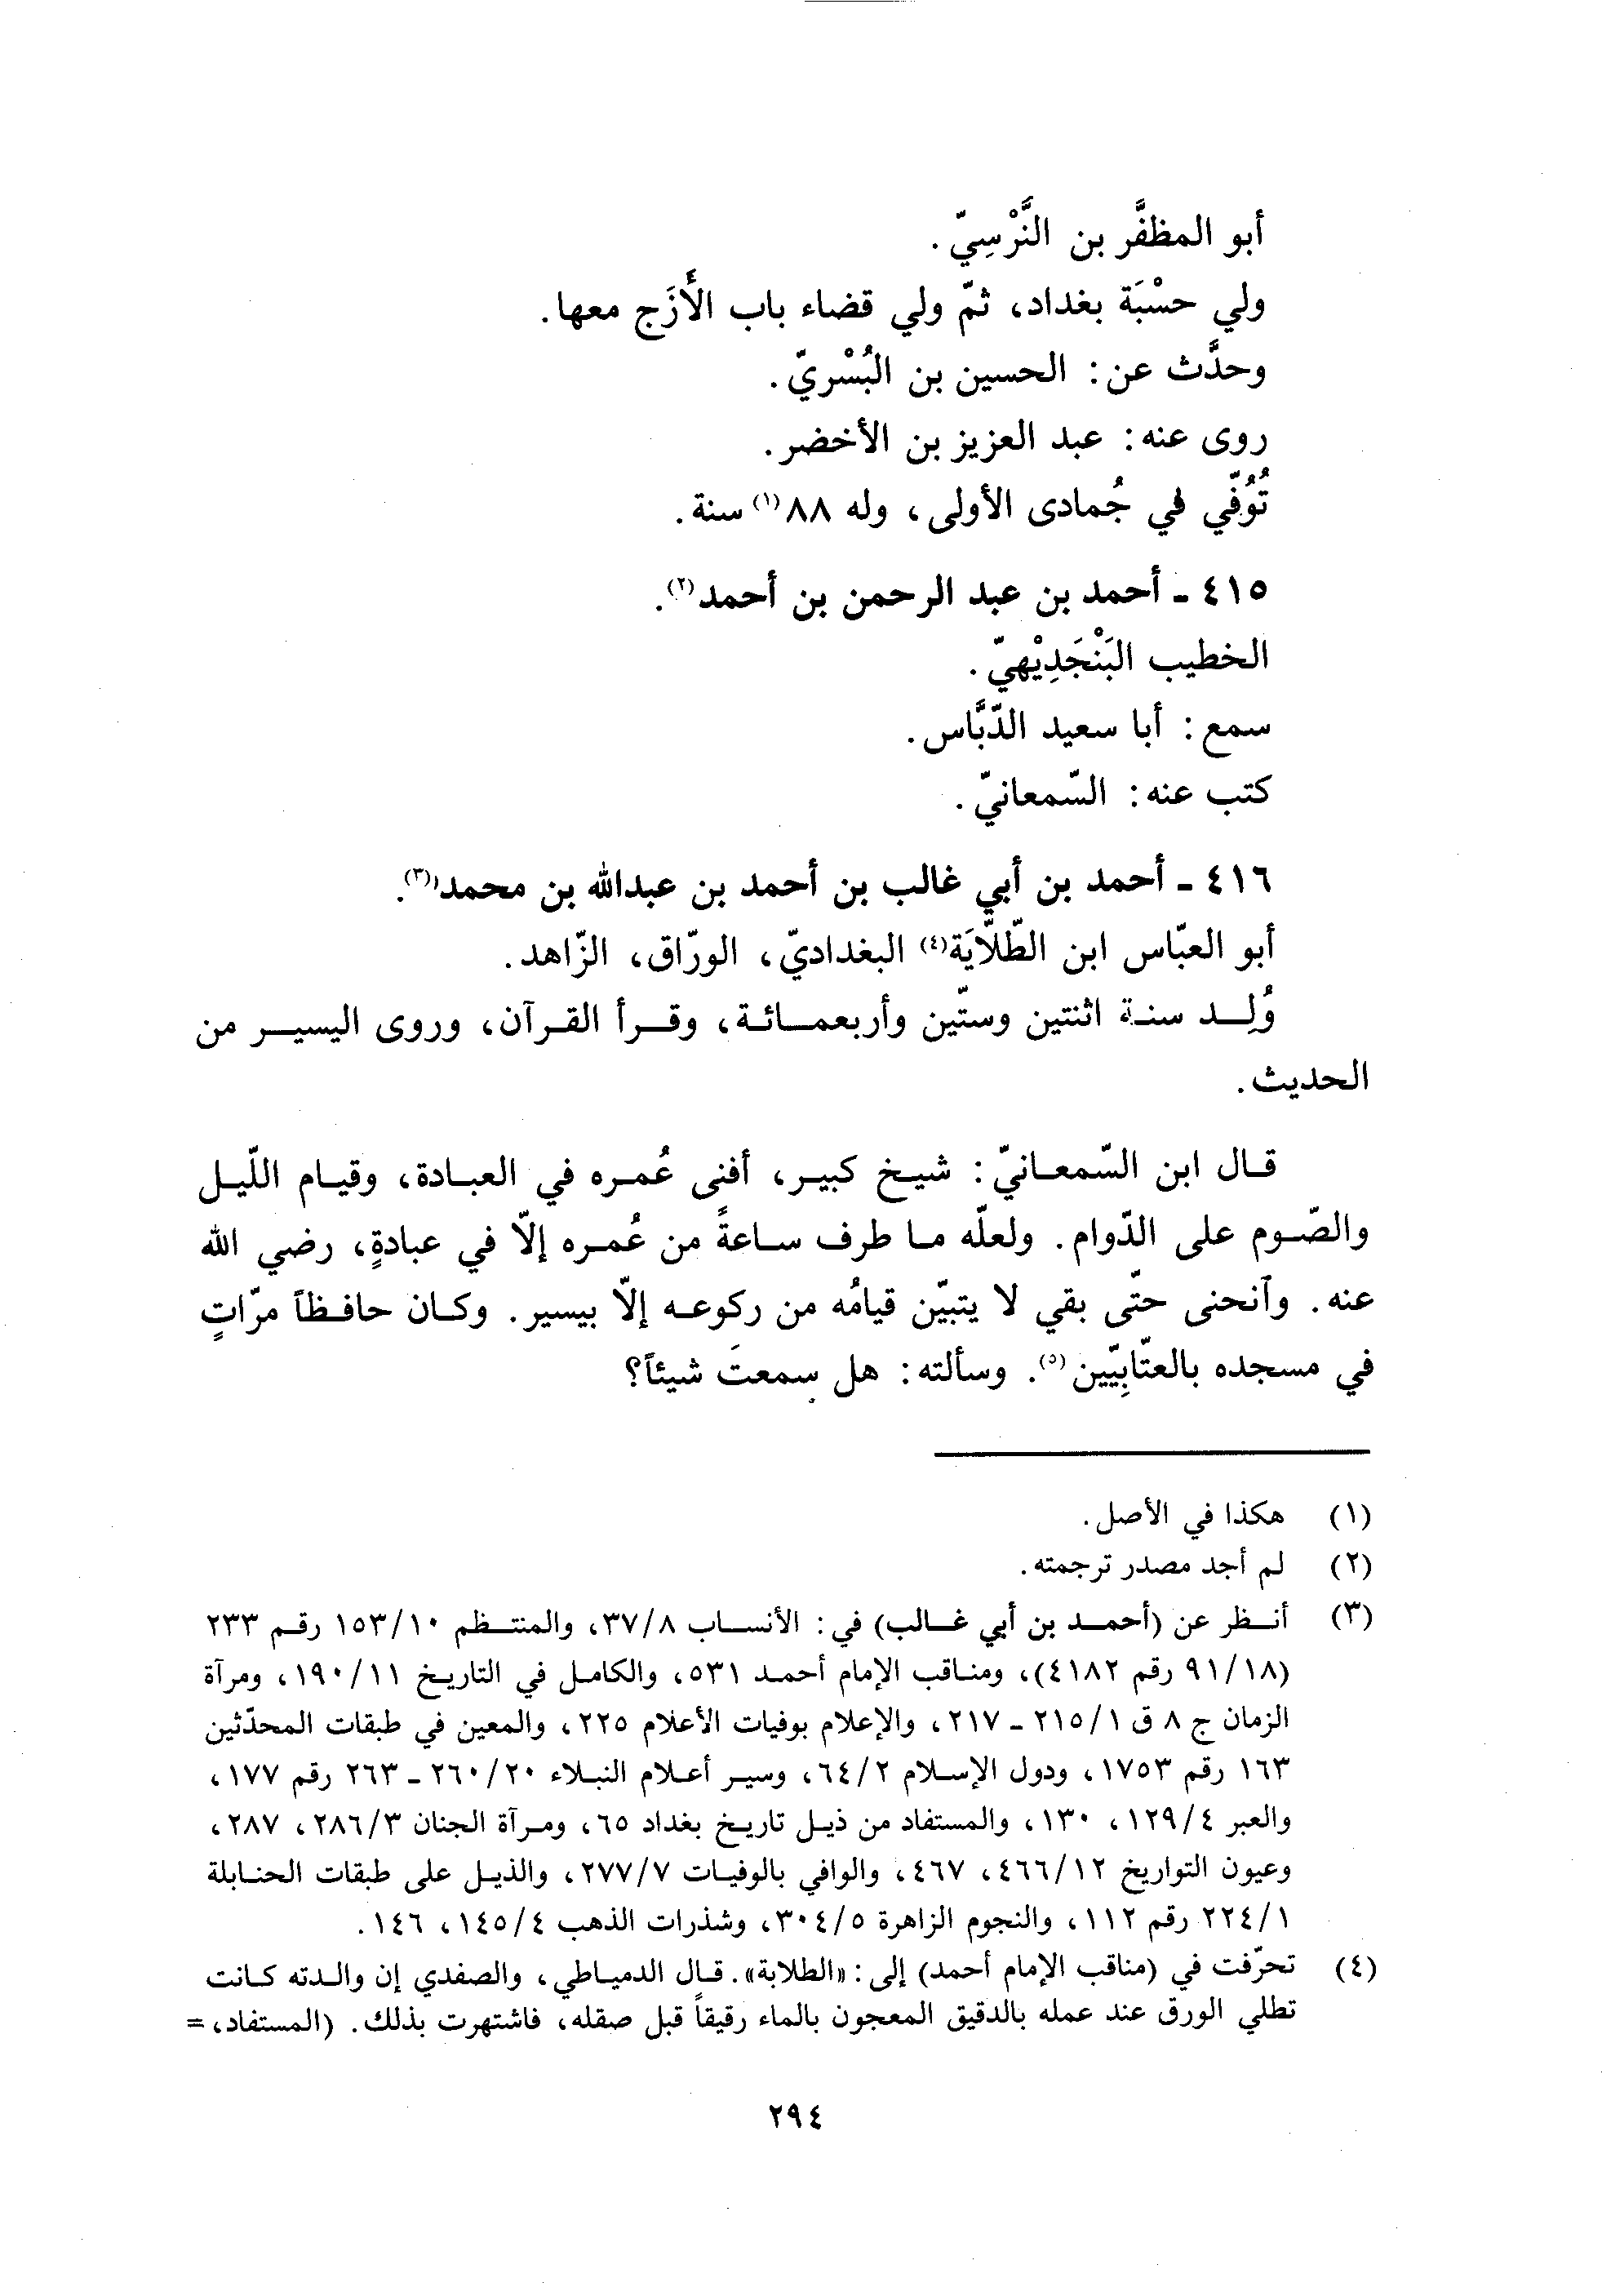 أبو المظفَّر بن النَّرْسِيّ.
ولي حسْبَة بغداد، ثمّ ولي قضاء باب الأَزَج معها.
وحدَّث عن: الحسين بن البُسْريّ.
روى عنه: عبد العزيز بن الأخضر.
تُوُفّي في جُمادى الأولى، وله ٨٨(١) سنة.
٤١٥ ـ أحمد بن عبد الرحمن بن أحمد(٢).
الخطيب البَنْجَدِيْهيّ.
سمع: أبا سعيد الدّبَّاس.
كتب عنه: السّمعانيّ.
٤١٦ ـ أحمد بن أبي غالب بن أحمد بن عبدالله بن محمد(٣).
أبو العبّاس ابن الطّلّايَة(٤) البغداديّ، الورّاق، الزّاهد.
وُلِد سنة اثنتين وستّين وأربعمائة، وقرأ القرآن، وروى اليسير من
الحديث.
قال ابن السّمعانيّ: شيخ كبير، أفنى عُمره في العبادة، وقيام اللّيل
والصّوم على الدّوام. ولعلّه ما طرف ساعةً من عُمره إلّا في عبادةٍ، رضي الله
عنه. وآنحنى حتّى بقي لا يتبيّن قيامُه من ركوعه إلّا بيسير. وكان حافظاً مرّاتٍ
في مسجده بالعتّابِيّين(٥). وسألته: هل سمعتَ شيئاً؟
(١) هكذا في الأصل.
(٢) لم أجد مصدر ترجمته.
(٣) أنظر عن (أحمد بن أبي غالب) في: الأنساب ٣٧/٨، والمنتظم ١٥٣/١٠ رقم ٢٣٣
(٩١/١٨ رقم ٤١٨٢)، ومناقب الإمام أحمد ٥٣١، والكامل في التاريخ ١٩٠/١١، ومرآة
الزمان ج ٨ ق ٢١٥/١ ـ ٢١٧، والإعلام بوفيات الأعلام ٢٢٥، والمعين في طبقات المحدّثين
١٦٣ رقم ١٧٥٣، ودول الإسلام ٦٤/٢، وسير أعلام النبلاء ٢٦٠/٢٠ ـ ٢٦٣ رقم ١٧٧،
والعبر ١٢٩/٤، ١٣٠، والمستفاد من ذيل تاريخ بغداد ٦٥، ومرآة الجنان ٢٨٦/٣، ٢٨٧،
وعيون التواريخ ٤٦٦/١٢، ٤٦٧، والوافي بالوفيات ٢٧٧/٧، والذيل على طبقات الحنابلة
٢٢٤/١ رقم ١١٢، والنجوم الزاهرة ٣٠٤/٥، وشذرات الذهب ١٤٥/٤، ١٤٦.
(٤) تحرّفت في (مناقب الإمام أحمد) إلى: «الطلابة». قال الدمياطي، والصفدي إن والدته كانت
تطلي الورق عند عمله بالدقيق المعجون بالماء رقيقاً قبل صقله، فاشتهرت بذلك. (المستفاد، =
٢٩٤